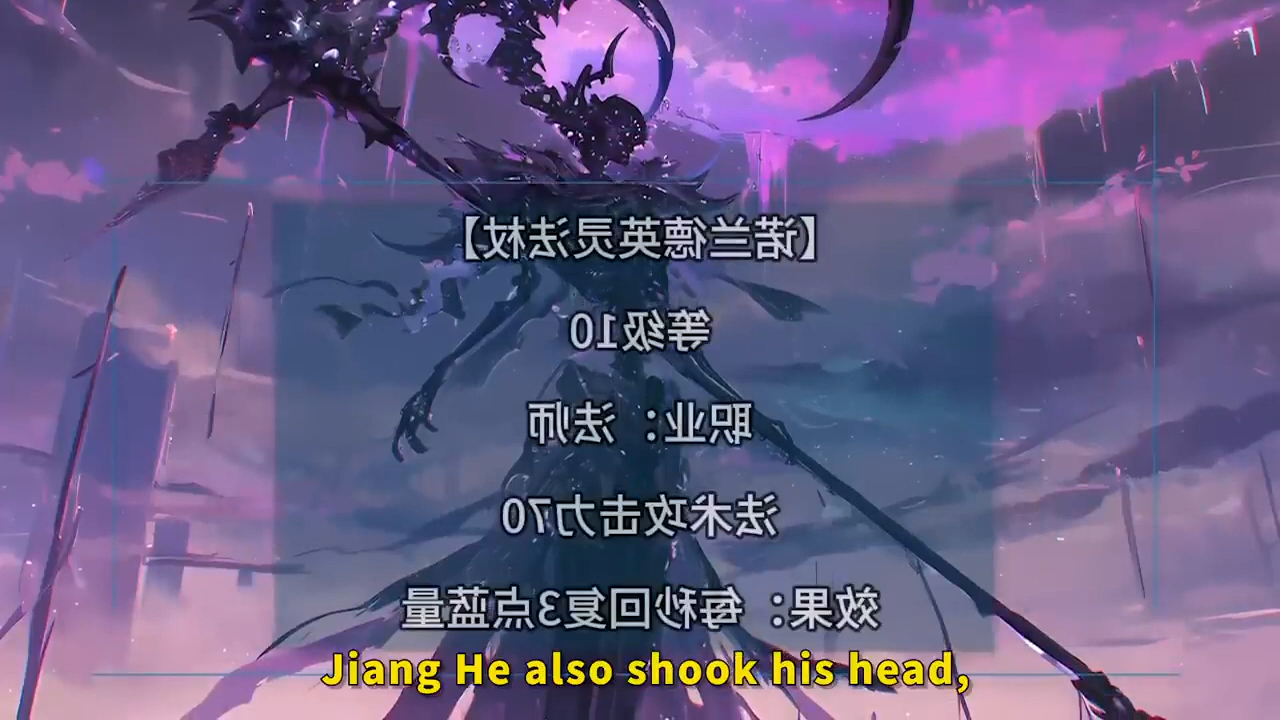 【诺兰德英灵法杖】
等级10
职业：法师
法术攻击力70
效果：每秒回复3点蓝量
Jiang He also shook his head,